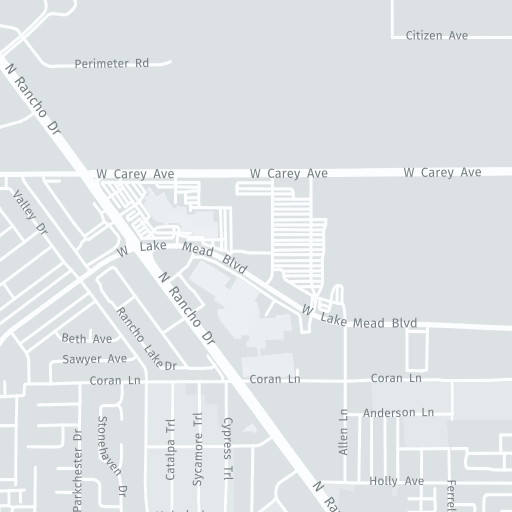 Citizen Ave
Perimeter Rd
N Rancho Dr
W Carey Ave
W Carey Ave
W Carey Ave
Valley Dr
W Lake Mead Blvd
N Rancho Dr
W Lake Mead Blvd
Rancho Lake Dr
Beth Ave
Sawyer Ave
Coran Ln
Coran Ln
Coran Ln
Anderson Ln
Allen Ln
Parkchester Dr
Stonehaven Dr
Catalpa Trl
Sycamore Trl
Cypress Trl
Holly Ave
N